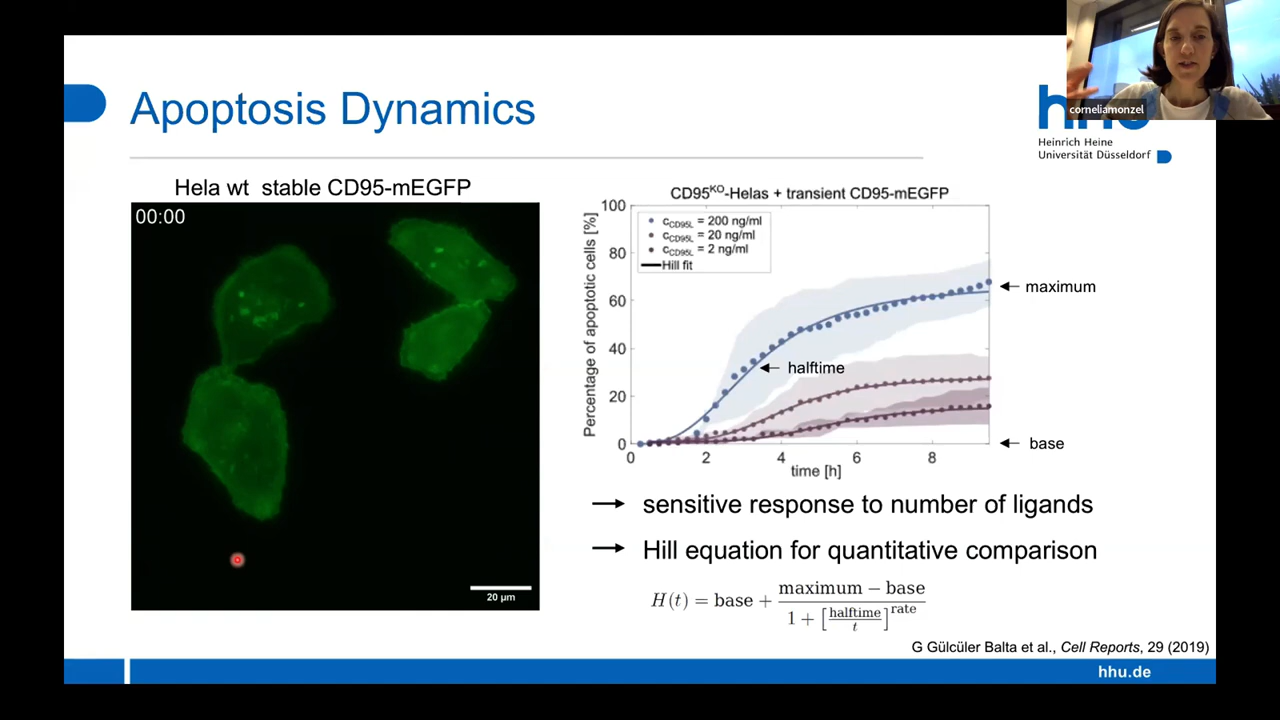 Apoptosis Dynamics
corneliamonzel
Heinrich Heine
Universität Düsseldorf
Hela wt stable CD95-mEGFP
00:00
20 µm
CD95KO-Helas + transient CD95-mEGFP
Percentage of apoptotic cells [%]
100
80
60
40
20
0
cCD95L = 200 ng/ml
cCD95L = 20 ng/ml
cCD95L = 2 ng/ml
Hill fit
maximum
halftime
base
0 2 4 6 8
time [h]
→ sensitive response to number of ligands
→ Hill equation for quantitative comparison
H(t) = base + (maximum − base) / (1 + [halftime / t]^rate)
G Gülcüler Balta et al., Cell Reports, 29 (2019)
hhu.de